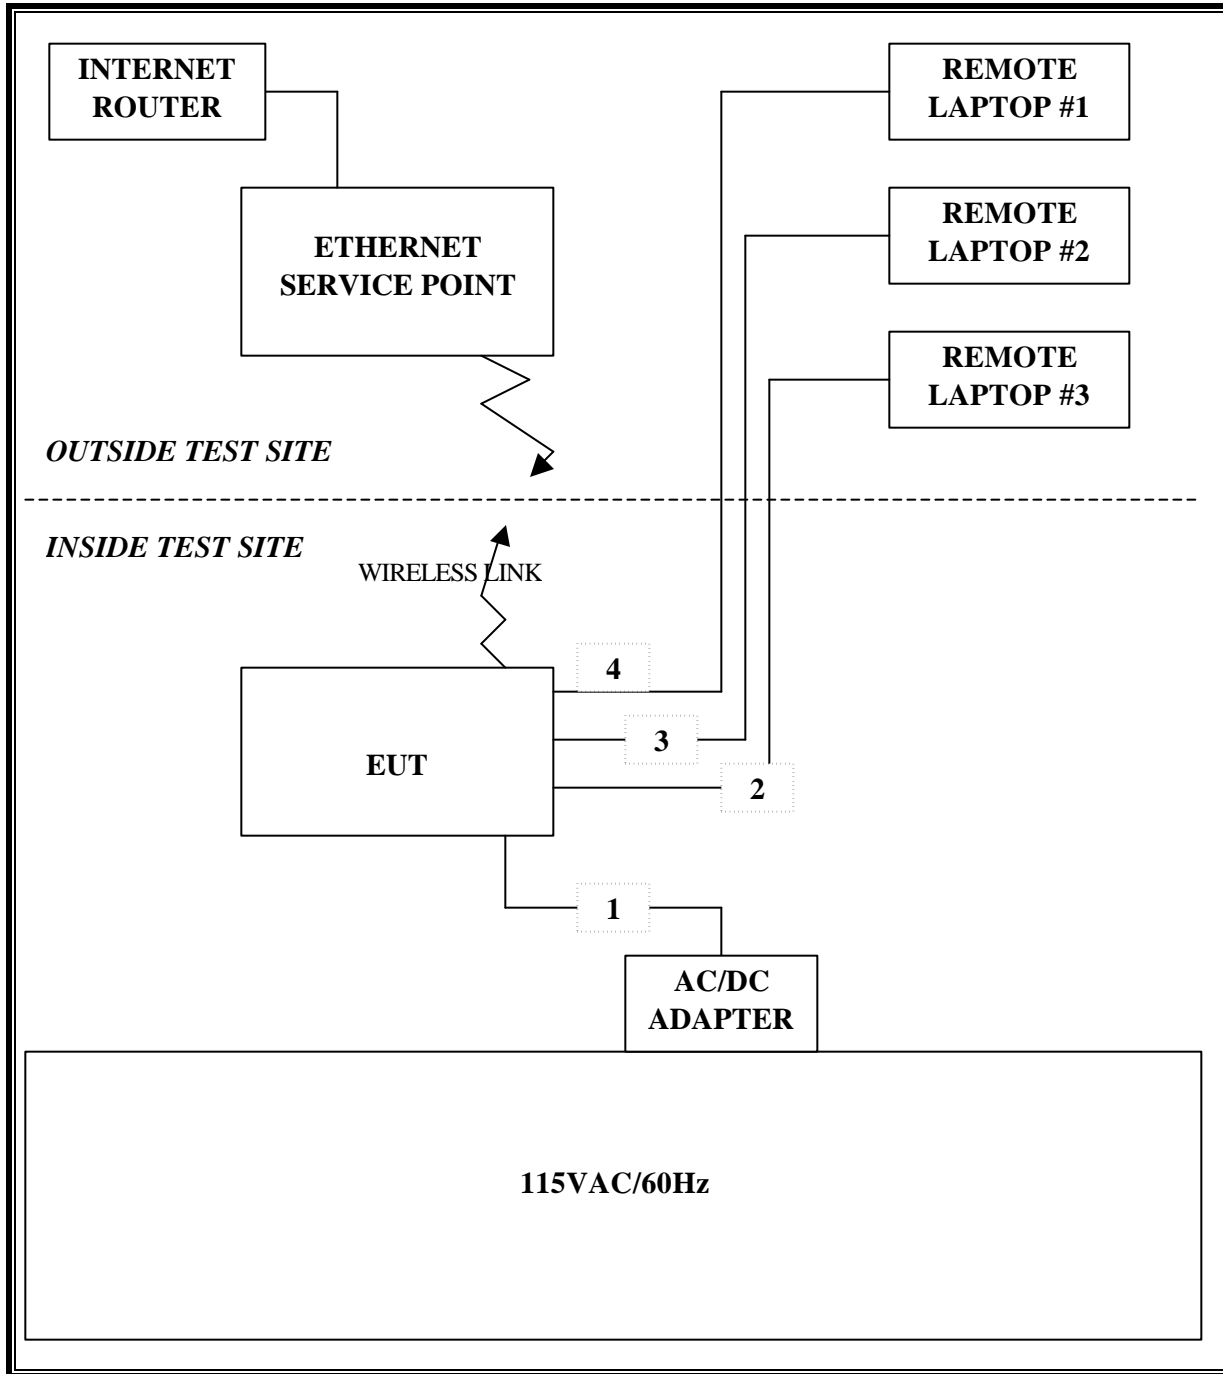 INTERNET
ROUTER
REMOTE
LAPTOP #1
ETHERNET
SERVICE POINT
REMOTE
LAPTOP #2
REMOTE
LAPTOP #3
OUTSIDE TEST SITE
INSIDE TEST SITE
WIRELESS LINK
4
3
EUT
2
1
AC/DC
ADAPTER
115VAC/60Hz